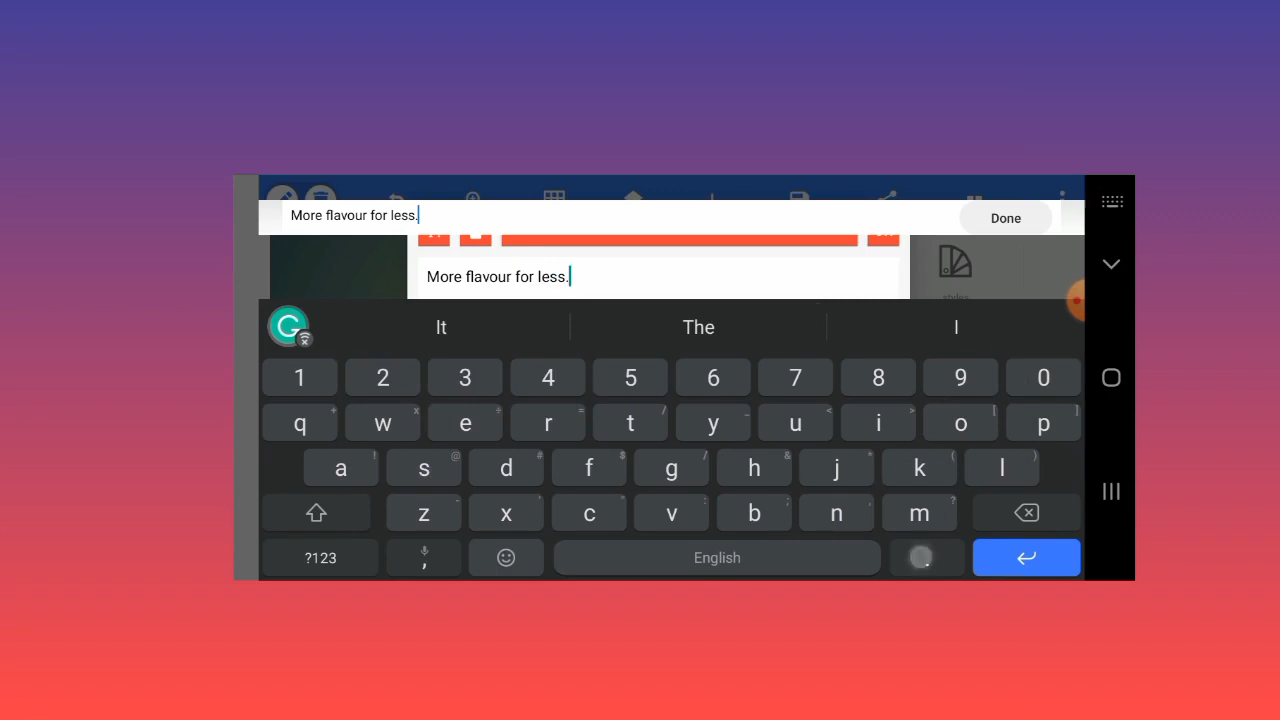 More flavour for less.
Done
More flavour for less.
styles
It The I
1 2 3 4 5 6 7 8 9 0
q w e r t y u i o p
a s d f g h j k l
z x c v b n m
?123 , English .